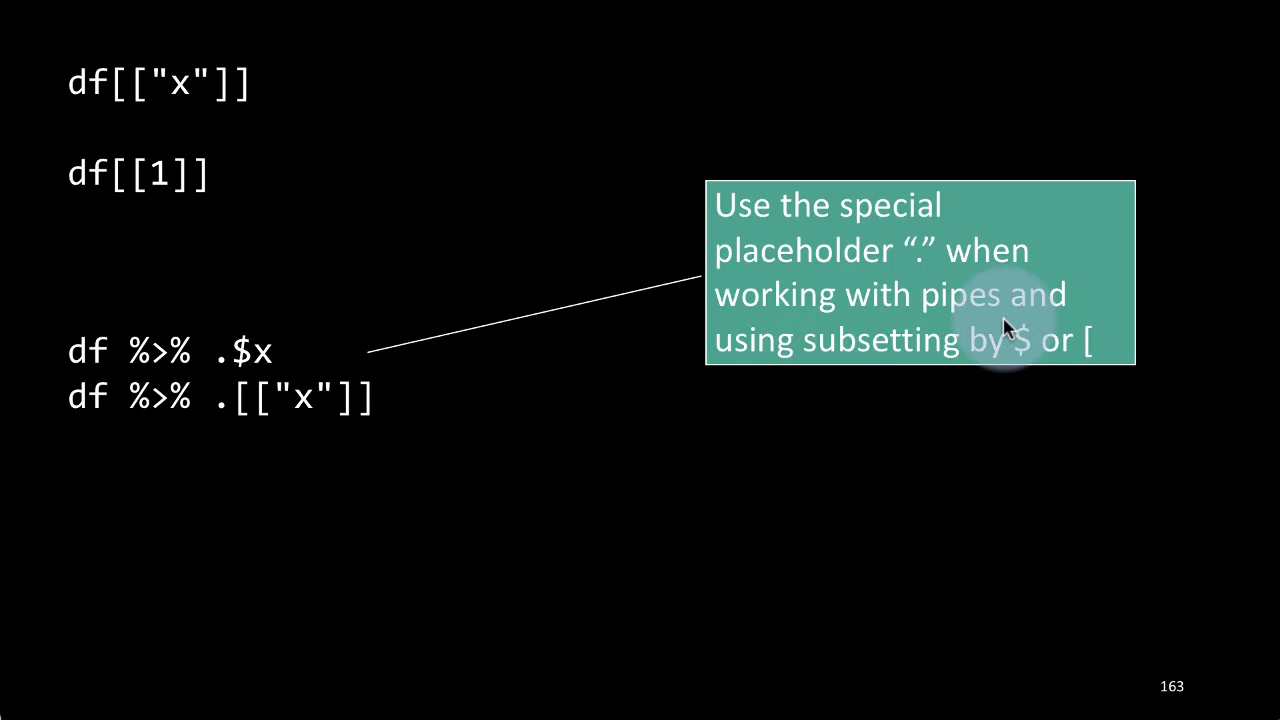 df[["x"]]
df[[1]]
Use the special
placeholder “.” when
working with pipes and
using subsetting by $ or [
df %>% .$x
df %>% .[["x"]]
163